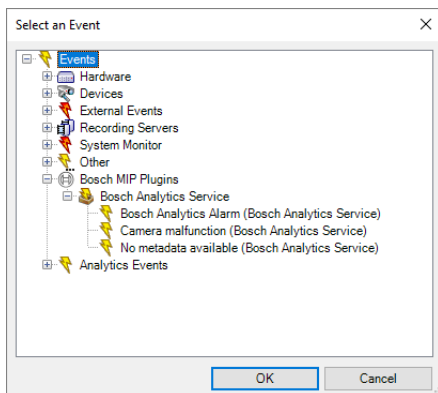 Select an Event
Events
Hardware
Devices
External Events
Recording Servers
System Monitor
Other
Bosch MIP Plugins
Bosch Analytics Service
Bosch Analytics Alarm (Bosch Analytics Service)
Camera malfunction (Bosch Analytics Service)
No metadata available (Bosch Analytics Service)
Analytics Events
OK
Cancel